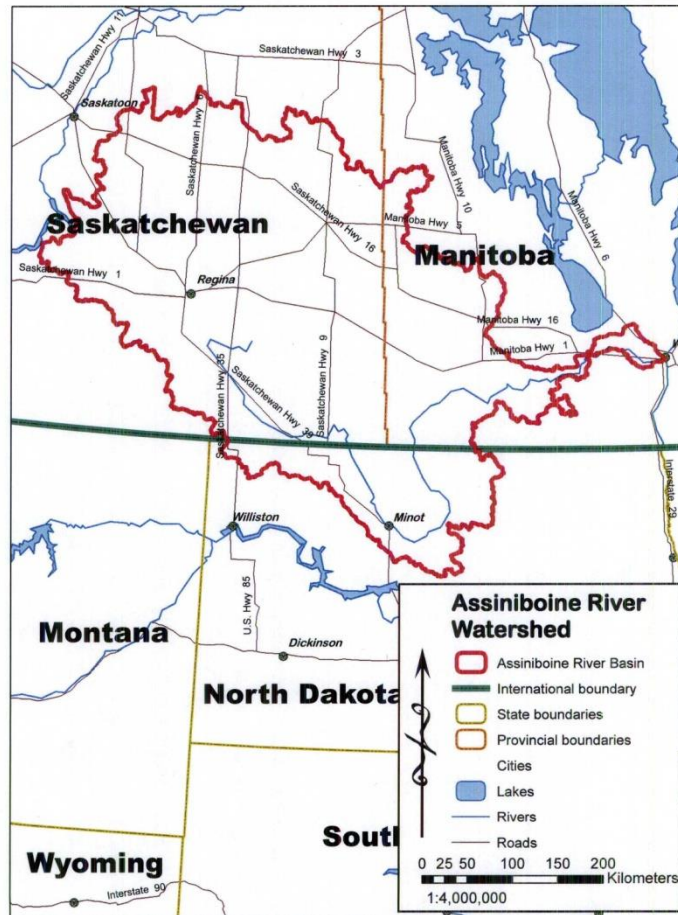 Saskatchewan Hwy 11
Saskatchewan Hwy 3
Saskatoon
Saskatchewan Hwy 6
Manitoba Hwy 10
Saskatchewan Hwy 16
Manitoba Hwy 5
Manitoba Hwy 6
Saskatchewan
Manitoba
Saskatchewan Hwy 1
Regina
Manitoba Hwy 16
Manitoba Hwy 1
Saskatchewan Hwy 9
Saskatchewan Hwy 35
Saskatchewan Hwy 39
Interstate 29
Williston
Minot
U.S. Hwy 85
Montana
Dickinson
North Dakota
South
Wyoming
Interstate 90
Assiniboine River
Watershed
Assiniboine River Basin
International boundary
State boundaries
Provincial boundaries
Cities
Lakes
Rivers
Roads
0 25 50 100 150 200
Kilometers
1:4,000,000